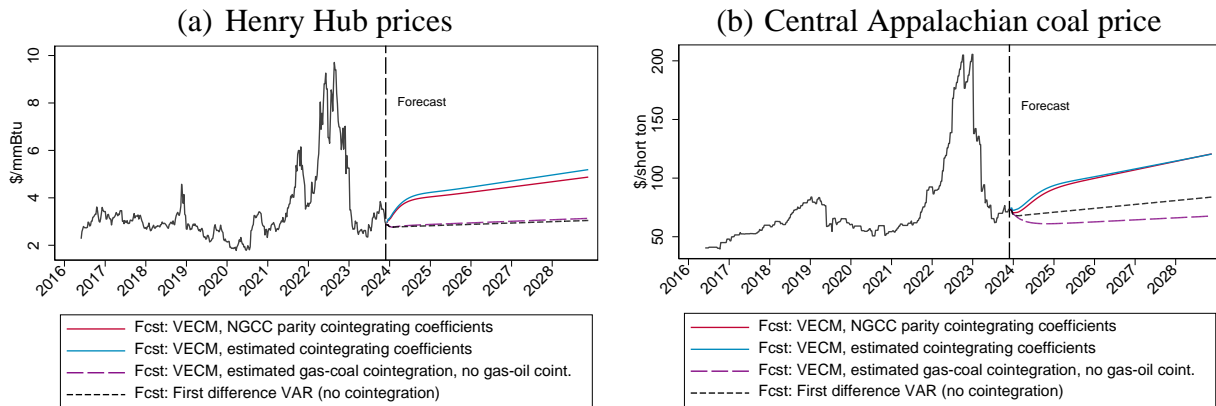 (a) Henry Hub prices
10
8
6
4
2
$/mmBtu
Forecast
2016 2017 2018 2019 2020 2021 2022 2023 2024 2025 2026 2027 2028
Fcst: VECM, NGCC parity cointegrating coefficients
Fcst: VECM, estimated cointegrating coefficients
Fcst: VECM, estimated gas-coal cointegration, no gas-oil coint.
Fcst: First difference VAR (no cointegration)
(b) Central Appalachian coal price
200
150
100
50
$/short ton
Forecast
2016 2017 2018 2019 2020 2021 2022 2023 2024 2025 2026 2027 2028
Fcst: VECM, NGCC parity cointegrating coefficients
Fcst: VECM, estimated cointegrating coefficients
Fcst: VECM, estimated gas-coal cointegration, no gas-oil coint.
Fcst: First difference VAR (no cointegration)